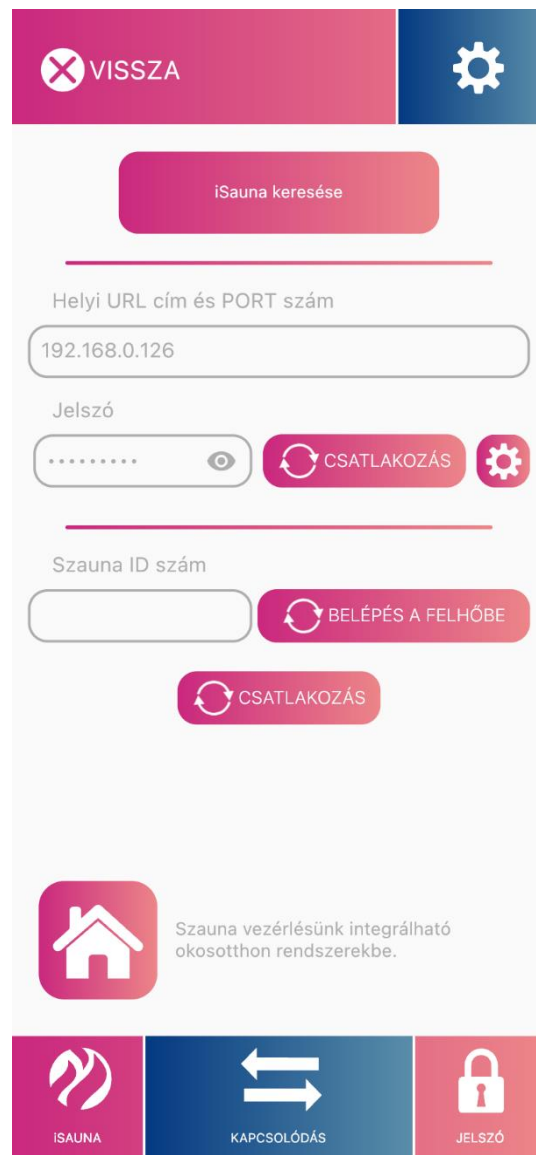 VISSZA
iSauna keresése
Helyi URL cím és PORT szám
192.168.0.126
Jelszó
·········
CSATLAKOZÁS
Szauna ID szám
BELÉPÉS A FELHŐBE
CSATLAKOZÁS
Szauna vezérlésünk integrálható
okosotthon rendszerekbe.
iSAUNA
KAPCSOLÓDÁS
JELSZÓ